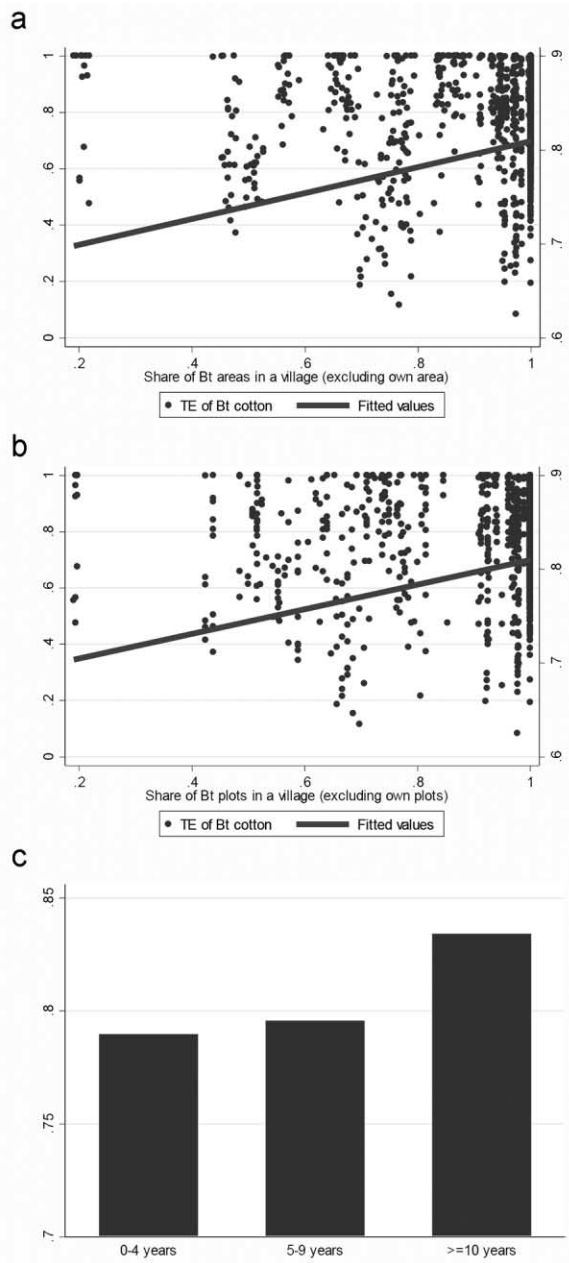 a
1
.8
.6
.4
.2
0
.9
.8
.7
.6
.2 .4 .6 .8 1
Share of Bt areas in a village (excluding own area)
TE of Bt cotton Fitted values
b
1
.8
.6
.4
.2
0
.9
.8
.7
.6
.2 .4 .6 .8 1
Share of Bt plots in a village (excluding own plots)
TE of Bt cotton Fitted values
c
.85
.8
.75
.7
0-4 years 5-9 years >=10 years